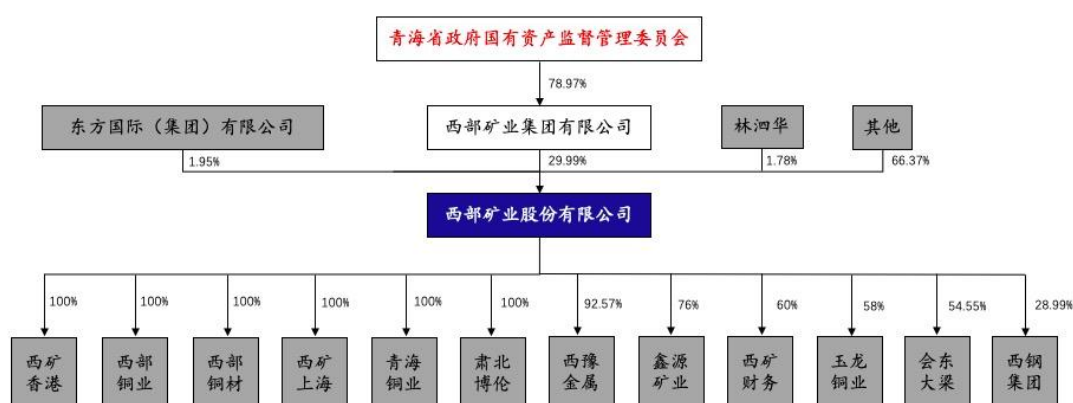 青海省政府国有资产监督管理委员会
78.97%
东方国际（集团）有限公司
西部矿业集团有限公司
林泗华
其他
1.95%
29.99%
1.78%
66.37%
西部矿业股份有限公司
100%
100%
100%
100%
100%
100%
92.57%
76%
60%
58%
54.55%
28.99%
西矿
香港
西部
铜业
西部
铜材
西矿
上海
青海
铜业
肃北
博伦
西豫
金属
鑫源
矿业
西矿
财务
玉龙
铜业
会东
大梁
西钢
集团